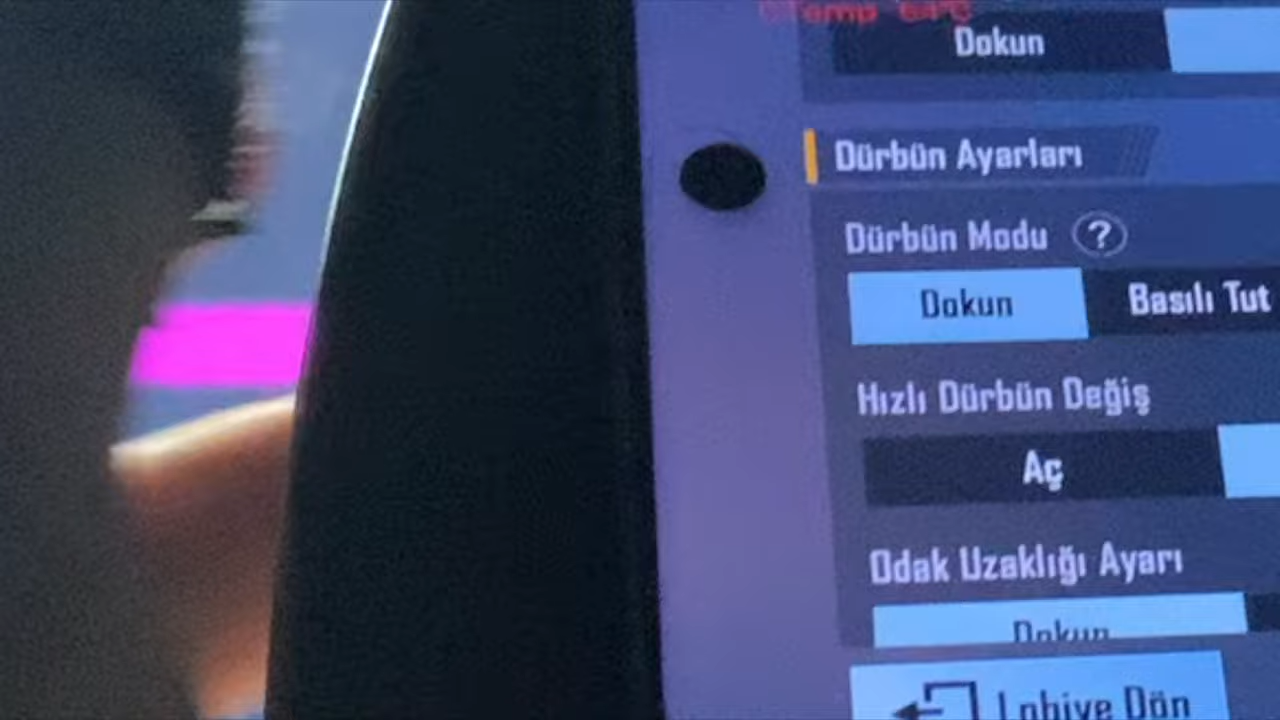 Dokun
Dürbün Ayarları
Dürbün Modu ?
Dokun Basılı Tut
Hızlı Dürbün Değiş
Aç
Odak Uzaklığı Ayarı
Dokun
Lobiye Dön